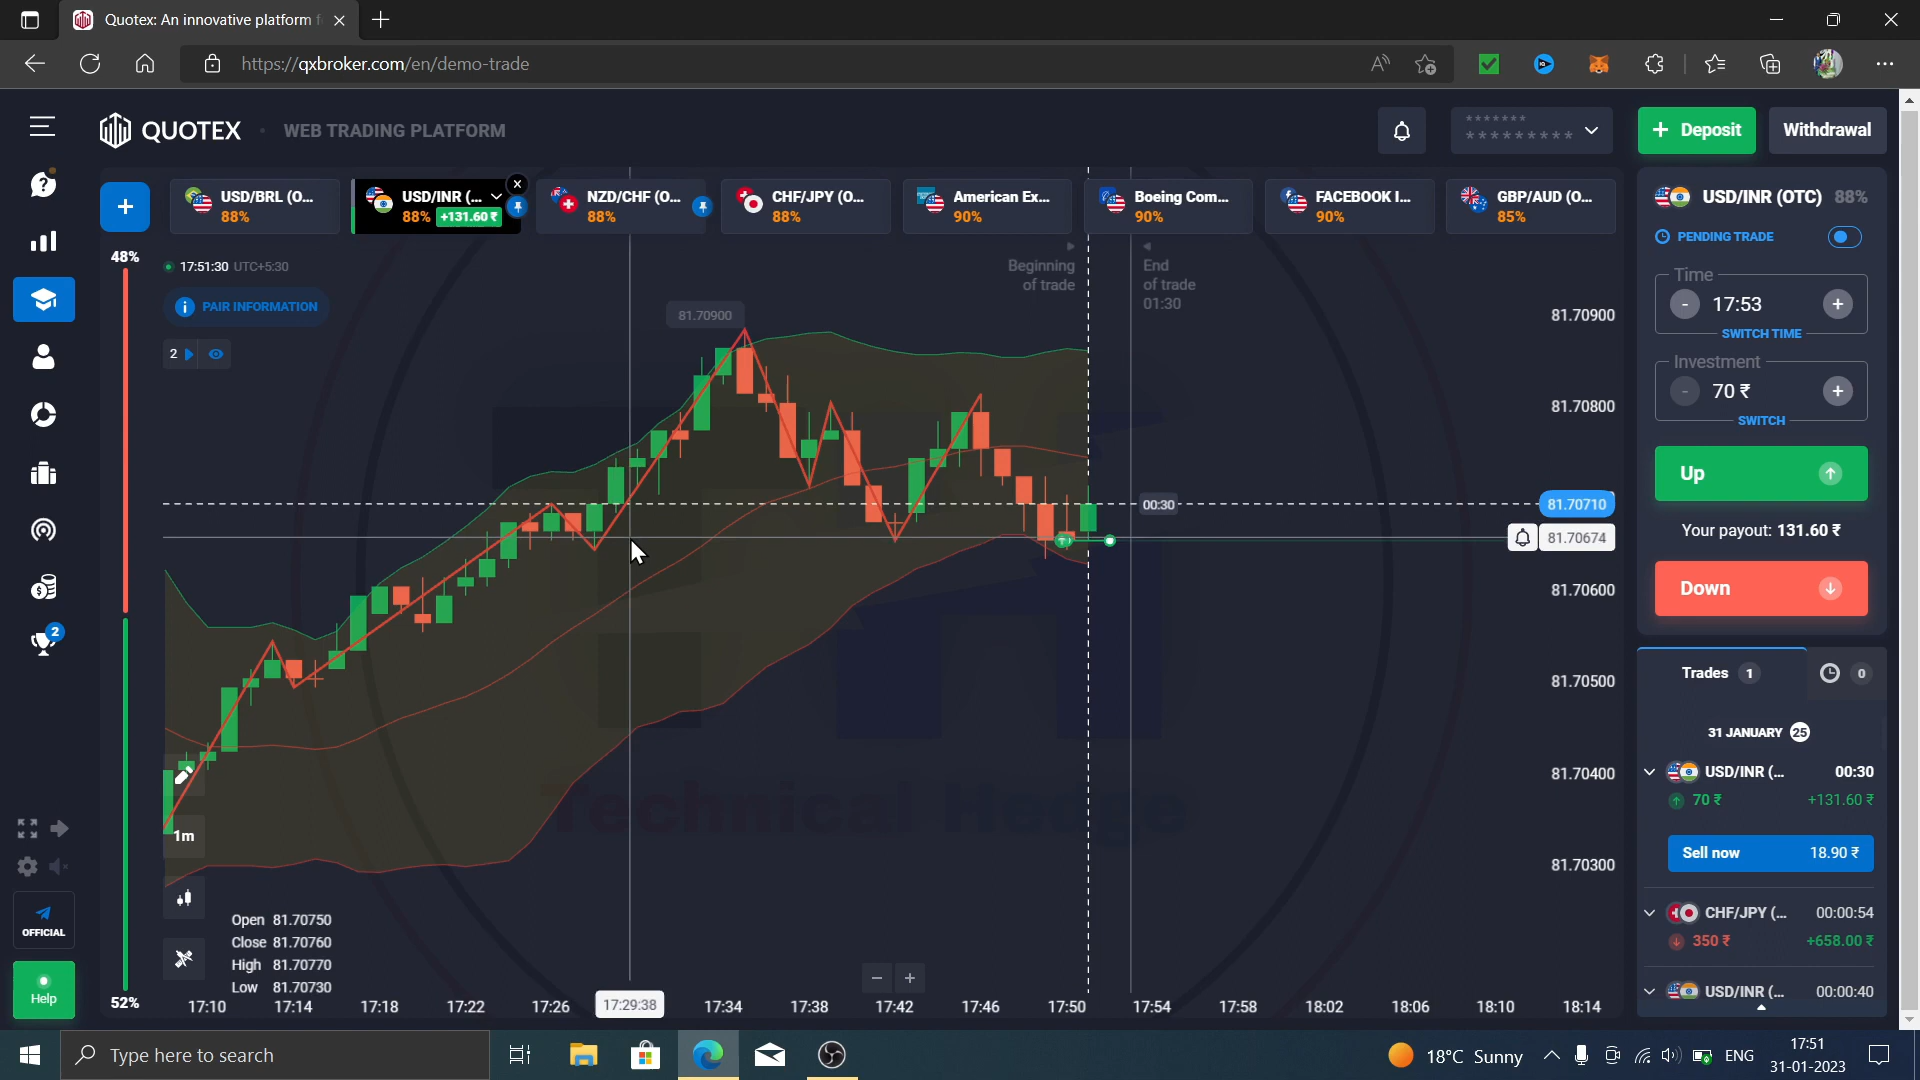 Quotex: An innovative platform f
https://qxbroker.com/en/demo-trade
QUOTEX
WEB TRADING PLATFORM
*******
*********
+ Deposit
Withdrawal
USD/BRL (O...
88%
USD/INR (...
88% +131.60 ₹
NZD/CHF (O...
88%
CHF/JPY (O...
88%
American Ex...
90%
Boeing Com...
90%
FACEBOOK I...
90%
GBP/AUD (O...
85%
48%
17:51:30 UTC+5:30
PAIR INFORMATION
2
Beginning
of trade
End
of trade
01:30
81.70900
81.70900
81.70800
00:30
81.70710
81.70674
81.70600
81.70500
81.70400
81.70300
Technical Hedge
1m
Open 81.70750
Close 81.70760
High 81.70770
Low 81.70730
52%
17:10 17:14 17:18 17:22 17:26 17:29:38 17:34 17:38 17:42 17:46 17:50 17:54 17:58 18:02 18:06 18:10 18:14
2
OFFICIAL
Help
USD/INR (OTC) 88%
PENDING TRADE
Time
- 17:53 +
SWITCH TIME
Investment
- 70 ₹ +
SWITCH
Up
Your payout: 131.60 ₹
Down
Trades 1
0
31 JANUARY 25
USD/INR (... 00:30
70 ₹ +131.60 ₹
Sell now 18.90 ₹
CHF/JPY (... 00:00:54
350 ₹ +658.00 ₹
USD/INR (... 00:00:40
Type here to search
18°C Sunny
ENG
17:51
31-01-2023